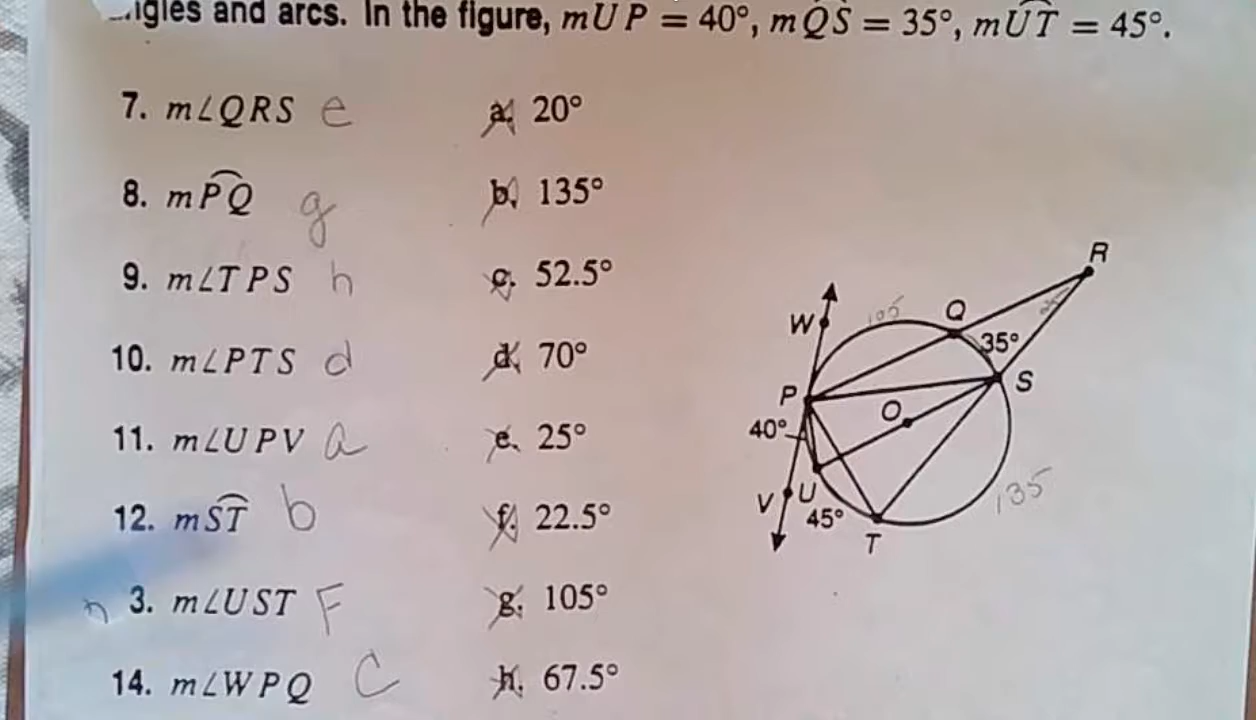 gles and arcs. In the figure, mUP = 40°, mQS = 35°, mUT = 45°.
7. m∠QRS e
a. 20°
8. mPQ g
b. 135°
9. m∠TPS h
c. 52.5°
10. m∠PTS d
d. 70°
11. m∠UPV a
e. 25°
12. mST b
f. 22.5°
3. m∠UST F
g. 105°
14. m∠WPQ C
h. 67.5°
R
W
105
Q
35°
P
S
O
40°
V
U
45°
T
135